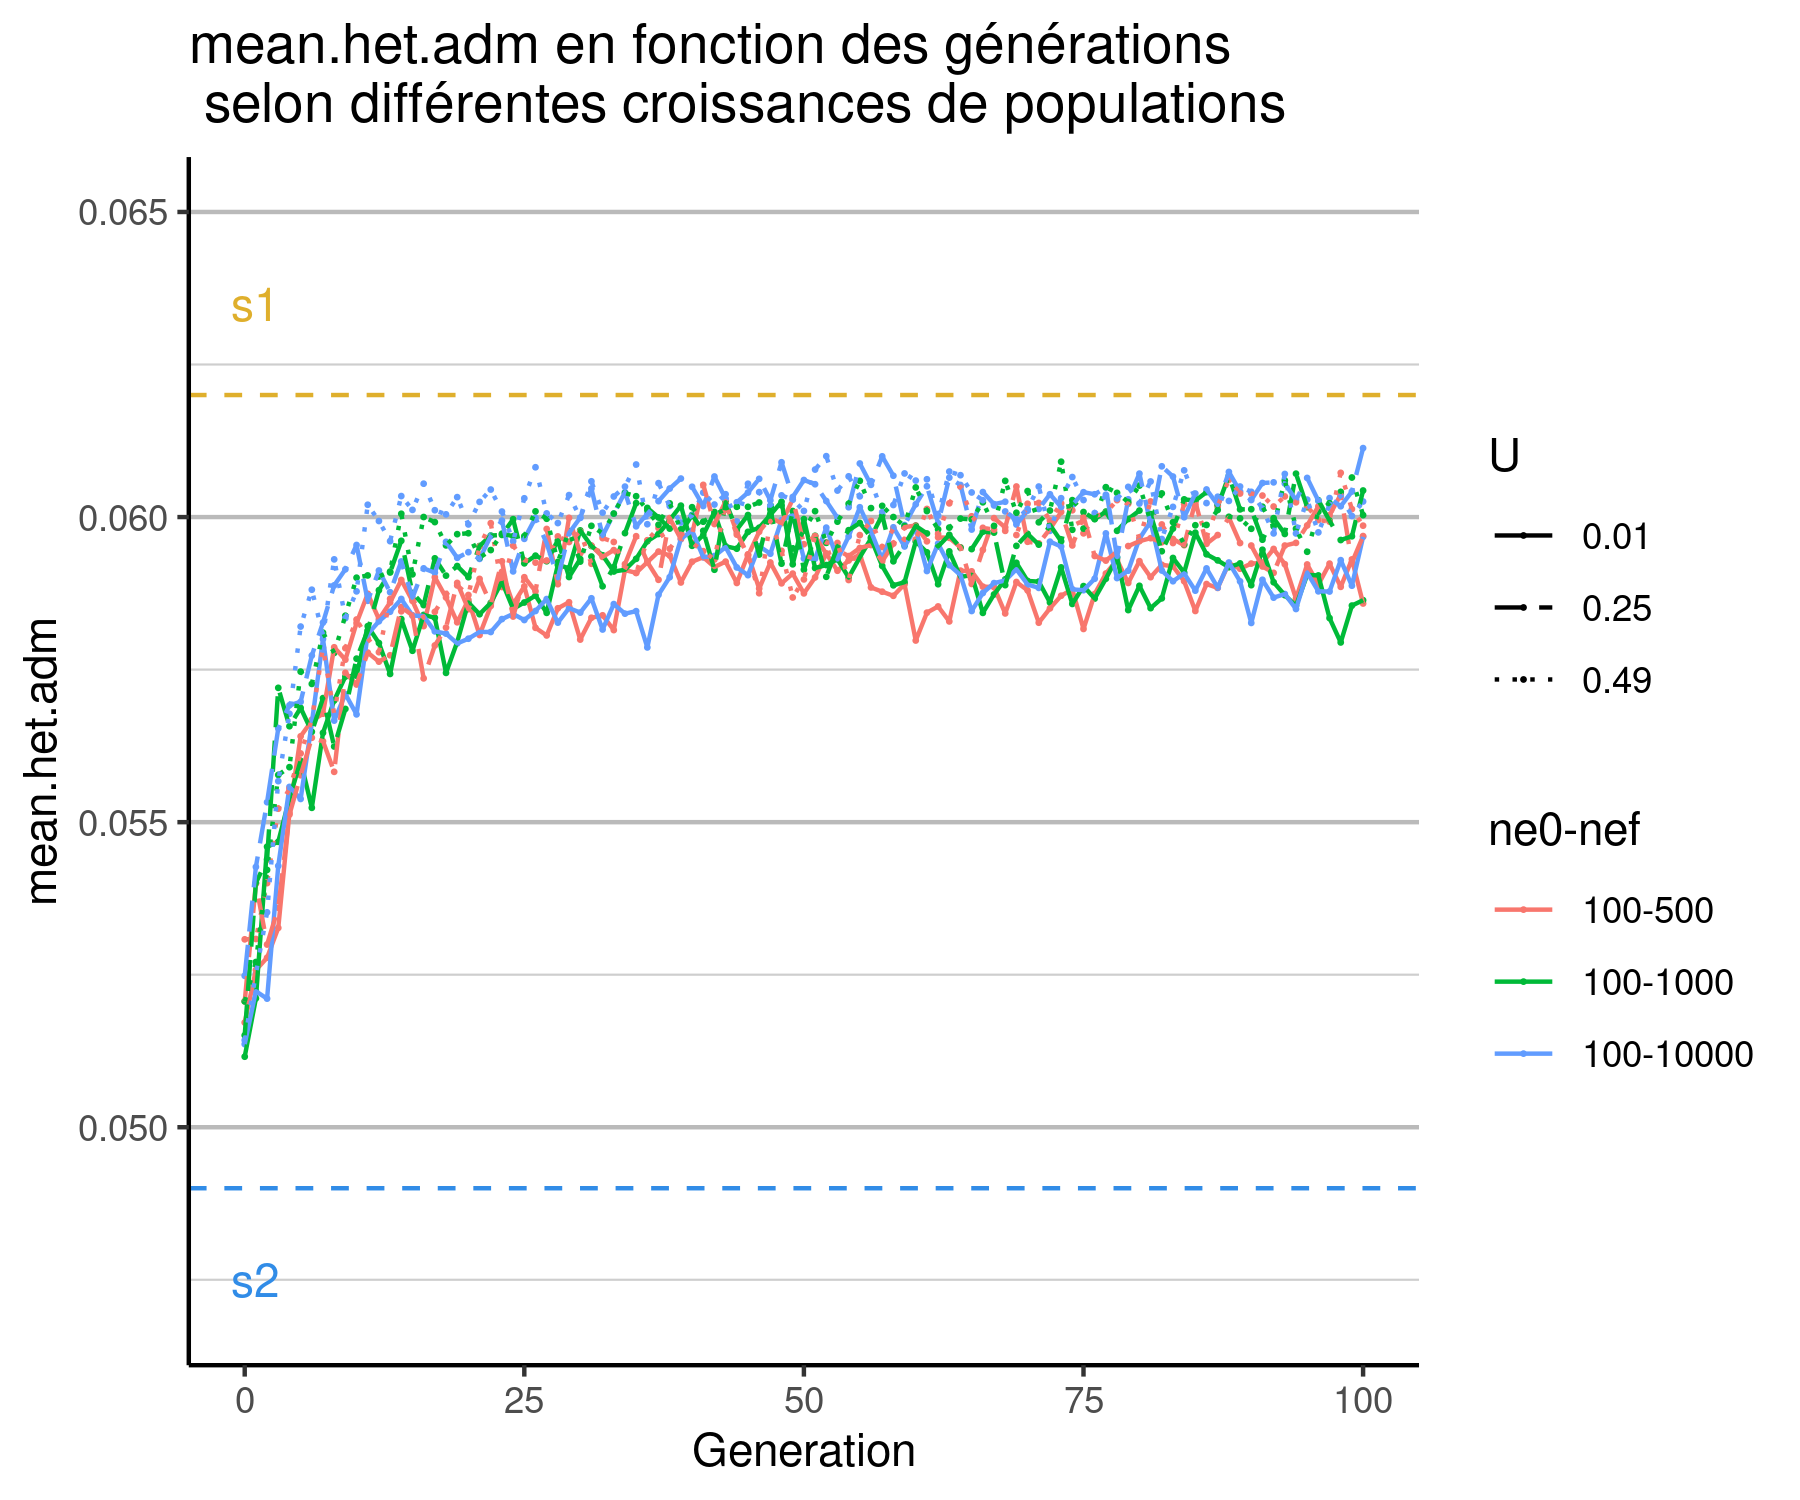 mean.het.adm en fonction des générations
selon différentes croissances de populations
mean.het.adm
0.065
0.060
0.055
0.050
s1
s2
0
25
50
75
100
Generation
U
0.01
0.25
0.49
ne0-nef
100-500
100-1000
100-10000